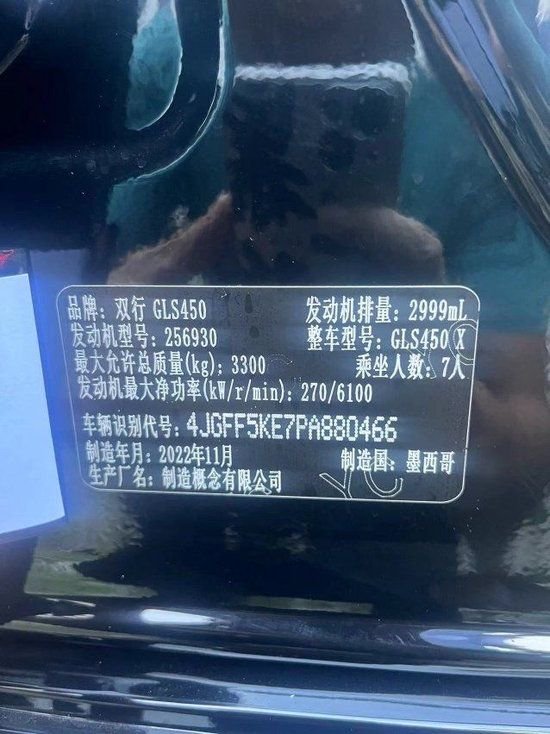 品牌：双行 GLS450 发动机排量：2999mL
发动机型号：256930 整车型号：GLS450 X
最大允许总质量(kg)：3300 乘坐人数：7人
发动机最大净功率(kW/r/min)：270/6100
车辆识别代号：4JGFF5KE7PA880466
制造年月：2022年11月 制造国：墨西哥
生产厂名：制造概念有限公司